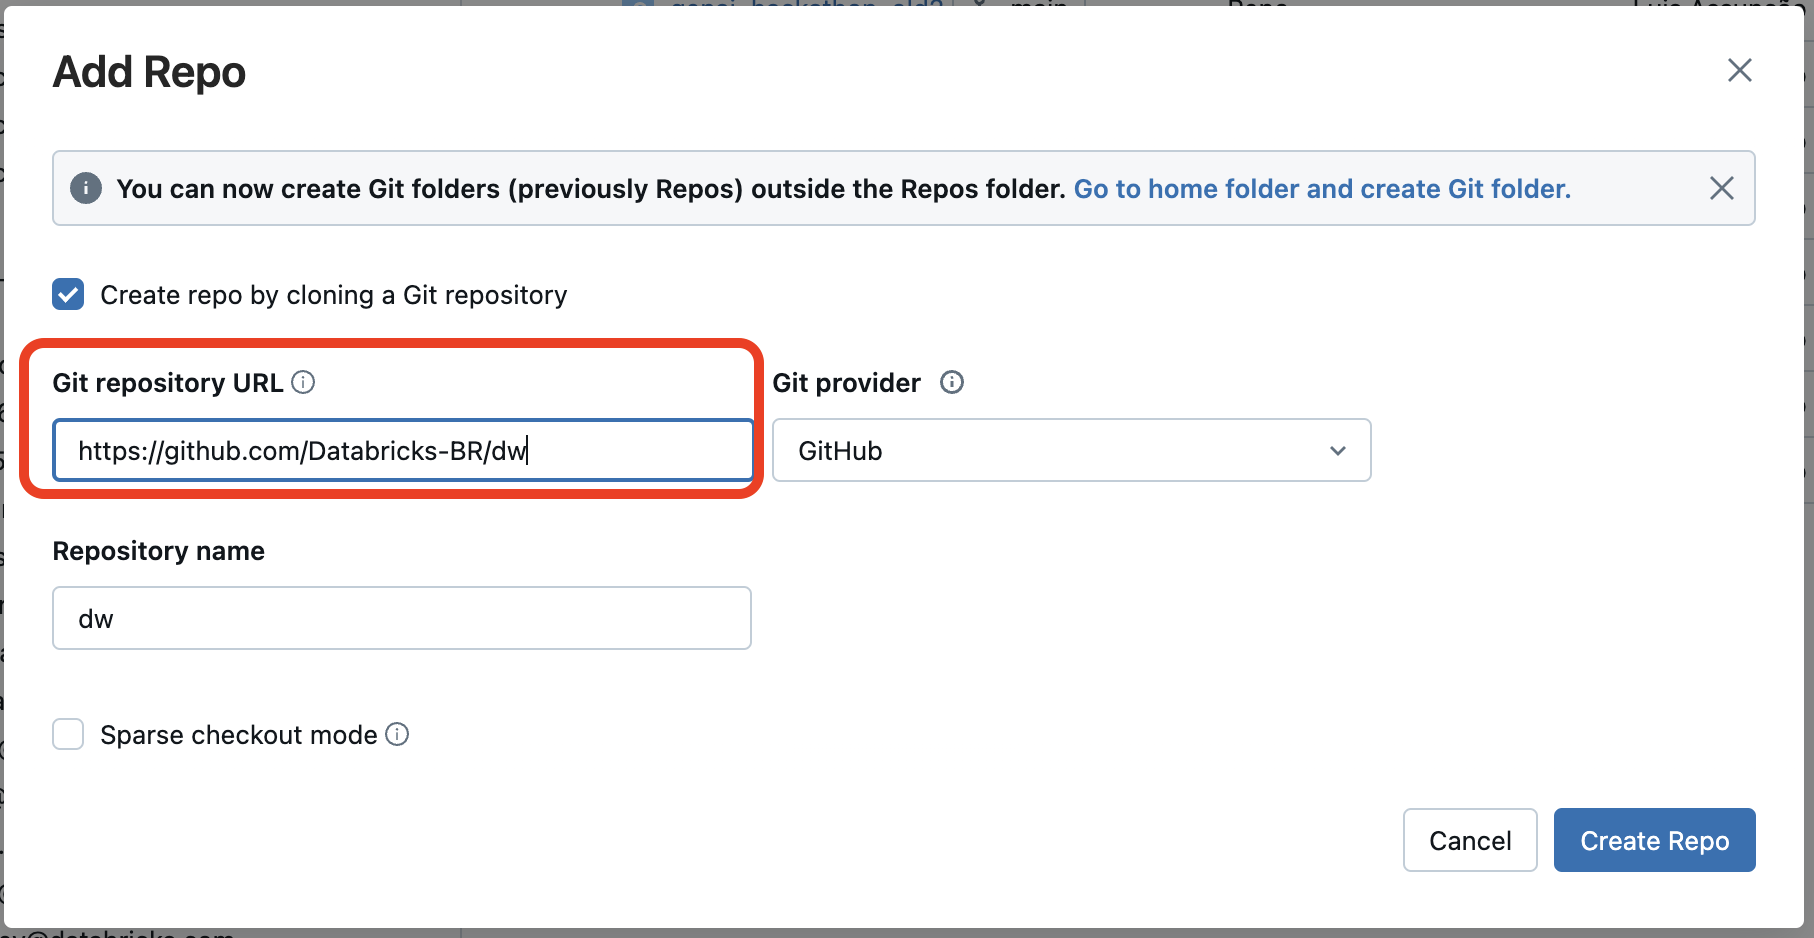 Add Repo
You can now create Git folders (previously Repos) outside the Repos folder. Go to home folder and create Git folder.
Create repo by cloning a Git repository
Git repository URL
Git provider
https://github.com/Databricks-BR/dw
GitHub
Repository name
dw
Sparse checkout mode
Cancel
Create Repo